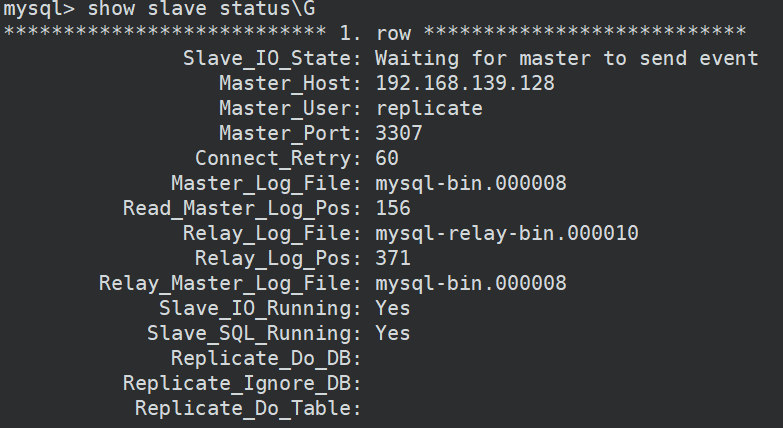 mysql> show slave status\G
*************************** 1. row ***************************
Slave_IO_State: Waiting for master to send event
Master_Host: 192.168.139.128
Master_User: replicate
Master_Port: 3307
Connect_Retry: 60
Master_Log_File: mysql-bin.000008
Read_Master_Log_Pos: 156
Relay_Log_File: mysql-relay-bin.000010
Relay_Log_Pos: 371
Relay_Master_Log_File: mysql-bin.000008
Slave_IO_Running: Yes
Slave_SQL_Running: Yes
Replicate_Do_DB:
Replicate_Ignore_DB:
Replicate_Do_Table: